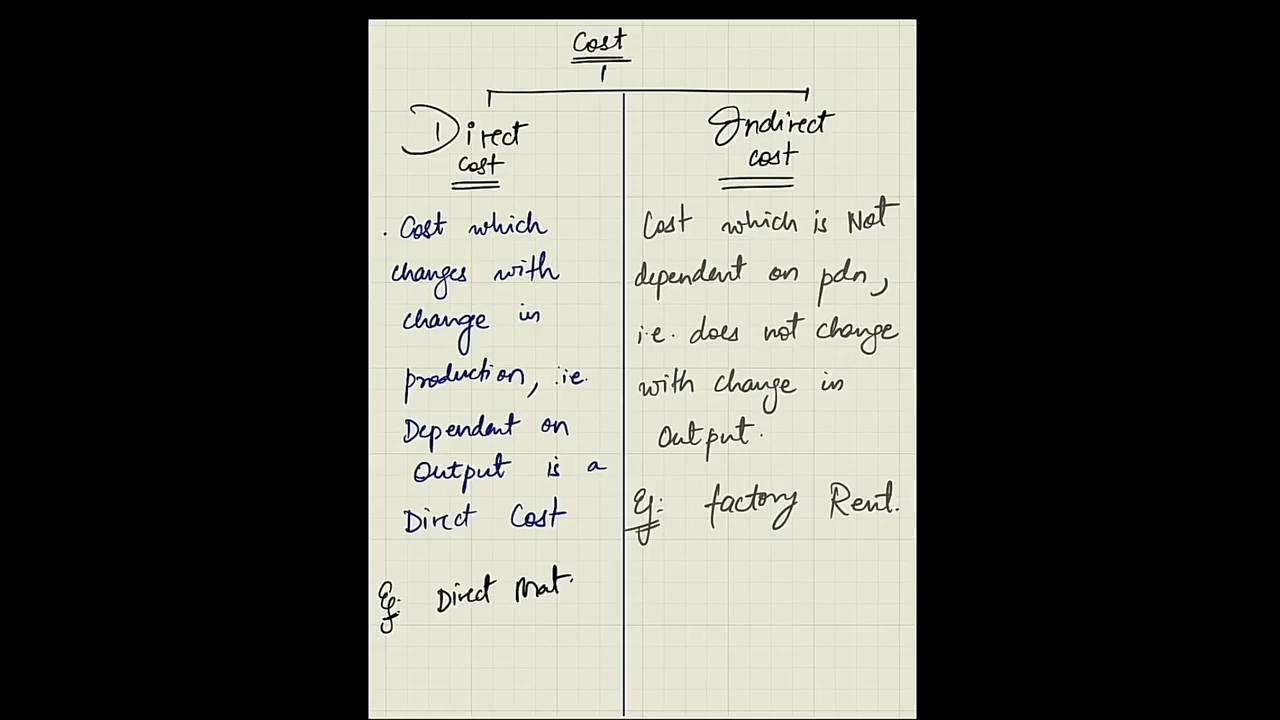 Cost
Direct
cost
. Cost which
changes with
change in
production, i.e.
Dependent on
Output is a
Direct Cost
Eg: Direct Mat.
Indirect
cost
Cost which is Not
dependent on pdn,
i.e. does not change
with change in
output.
Eg: factory Rent.